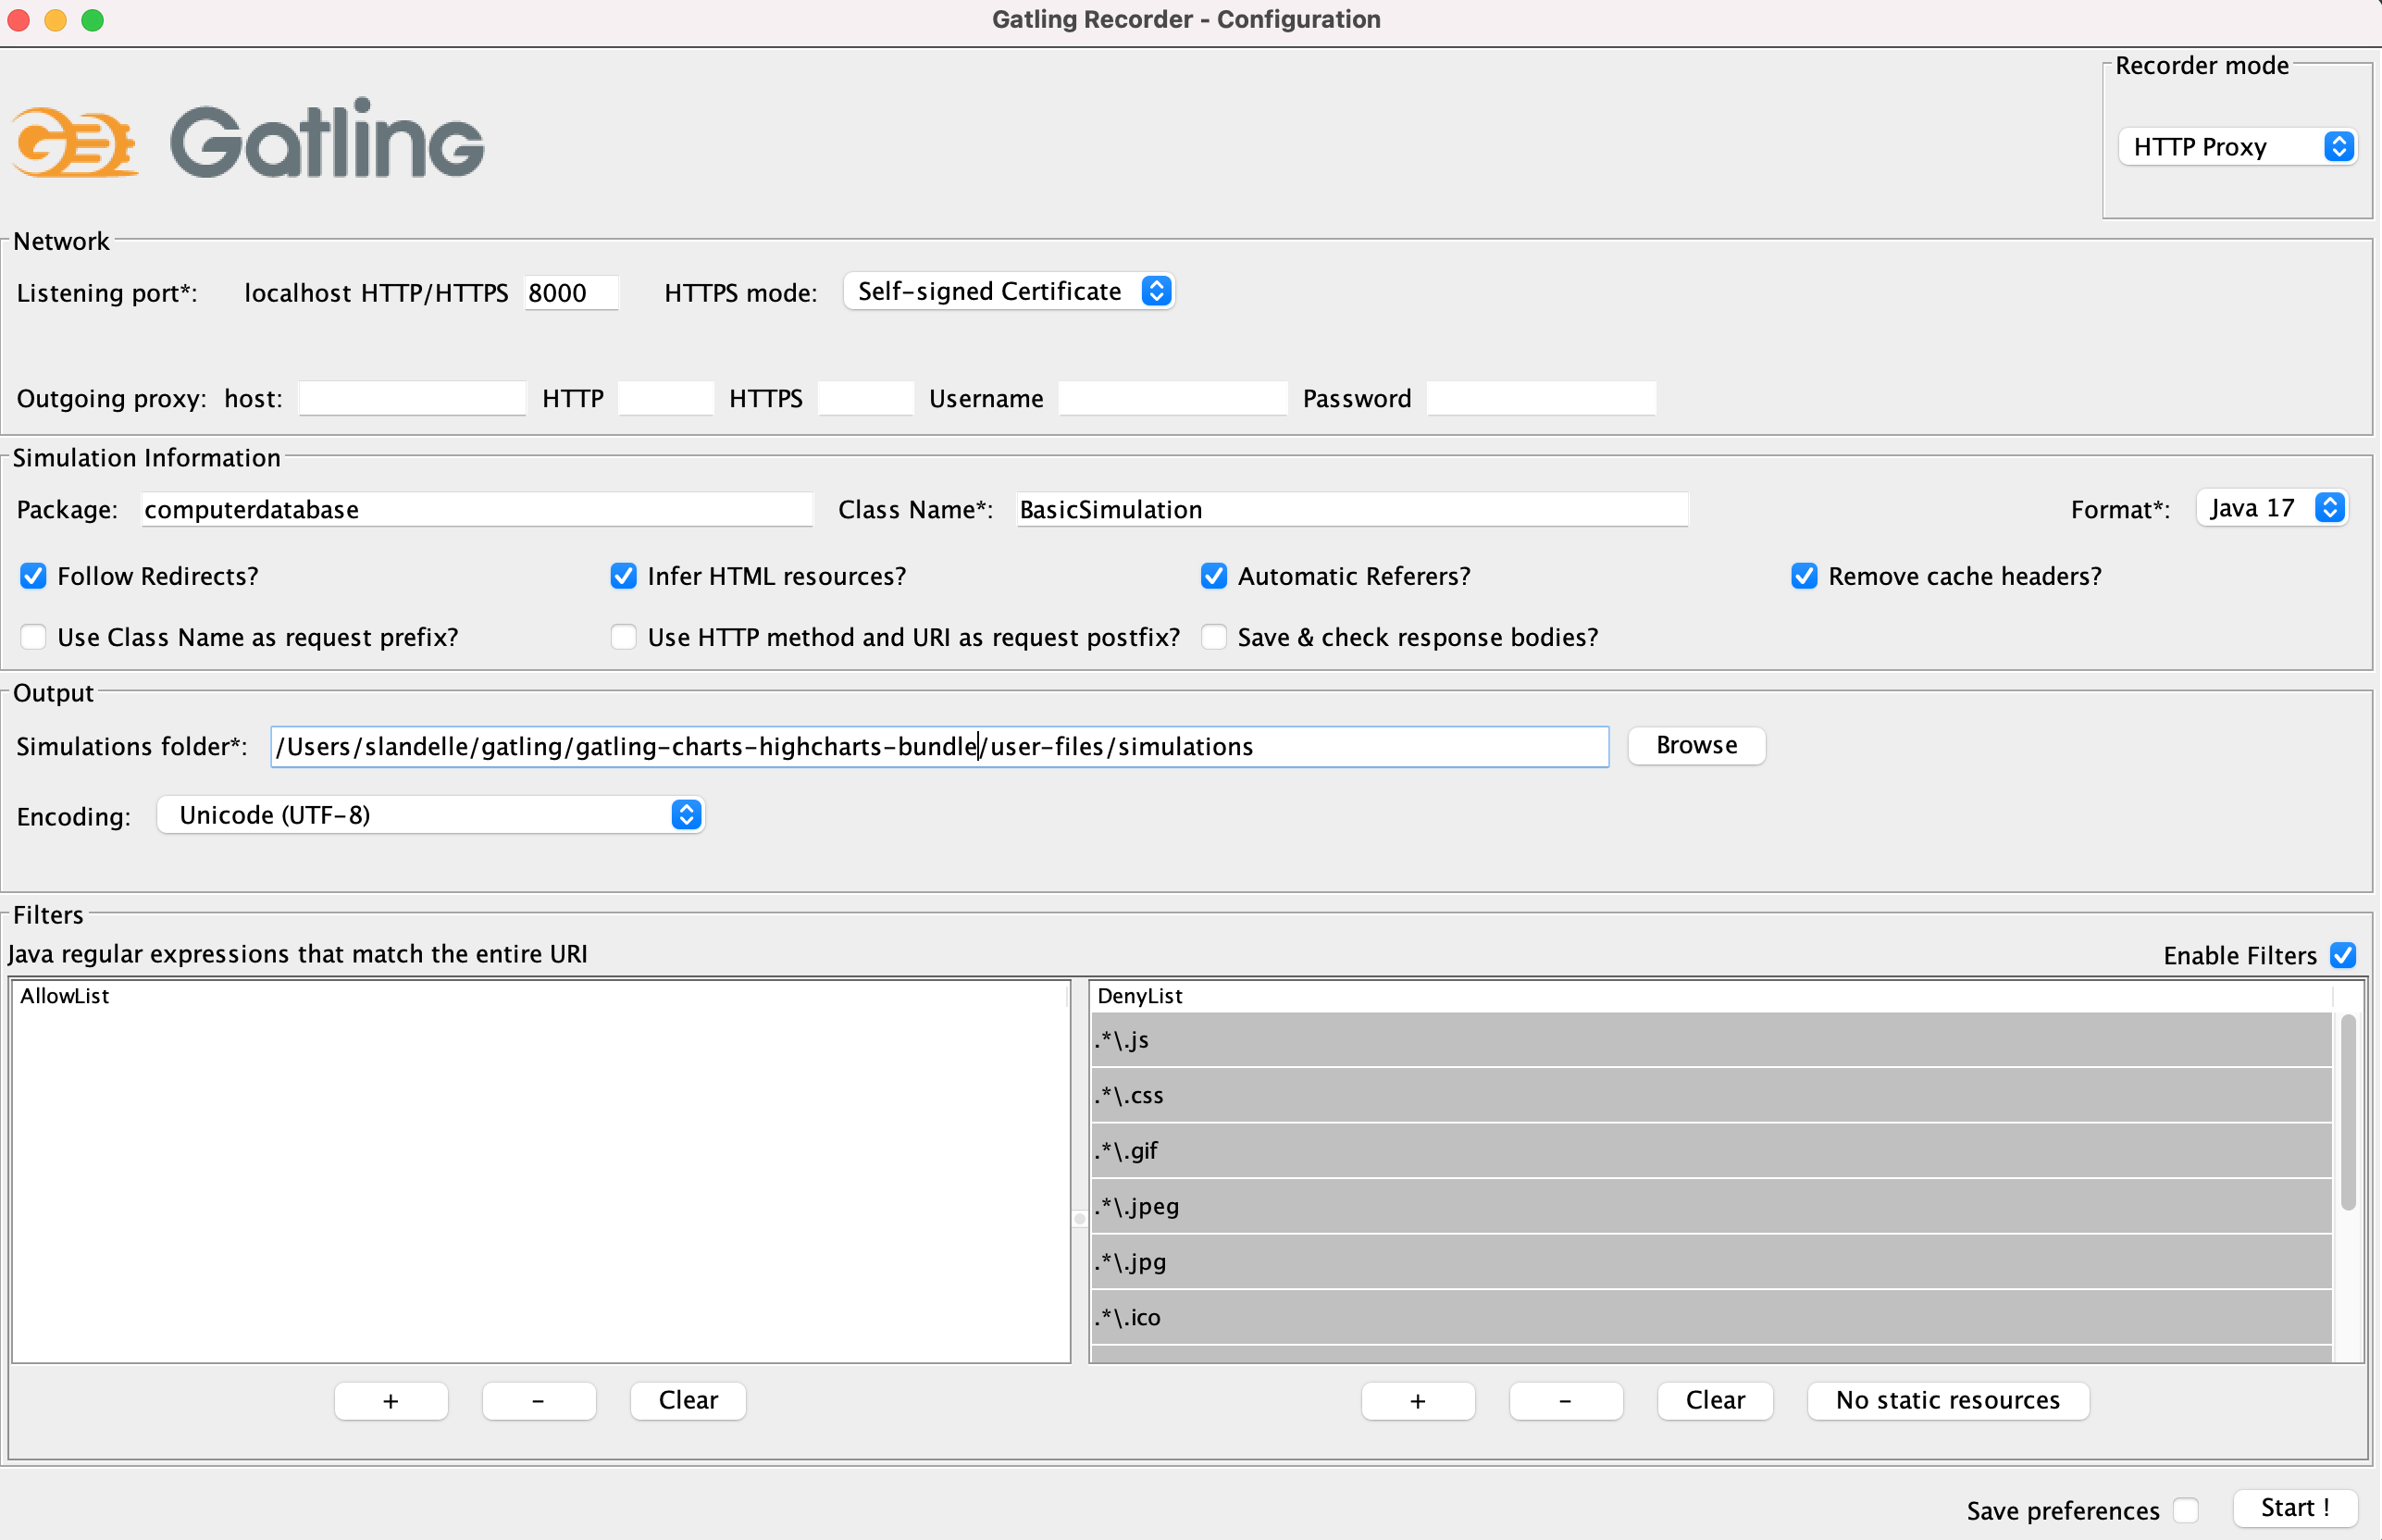 Gatling Recorder - Configuration
Recorder mode
Gatling
HTTP Proxy
Network
Listening port*: localhost HTTP/HTTPS 8000 HTTPS mode: Self-signed Certificate
Outgoing proxy: host: HTTP HTTPS Username Password
Simulation Information
Package: computerdatabase Class Name*: BasicSimulation Format*: Java 17
Follow Redirects? Infer HTML resources? Automatic Referers? Remove cache headers?
Use Class Name as request prefix? Use HTTP method and URI as request postfix? Save & check response bodies?
Output
Simulations folder*: /Users/slandelle/gatling/gatling-charts-highcharts-bundle/user-files/simulations Browse
Encoding: Unicode (UTF-8)
Filters
Java regular expressions that match the entire URI Enable Filters
AllowList DenyList
.*\.js
.*\.css
.*\.gif
.*\.jpeg
.*\.jpg
.*\.ico
+ - Clear + - Clear No static resources
Save preferences Start !